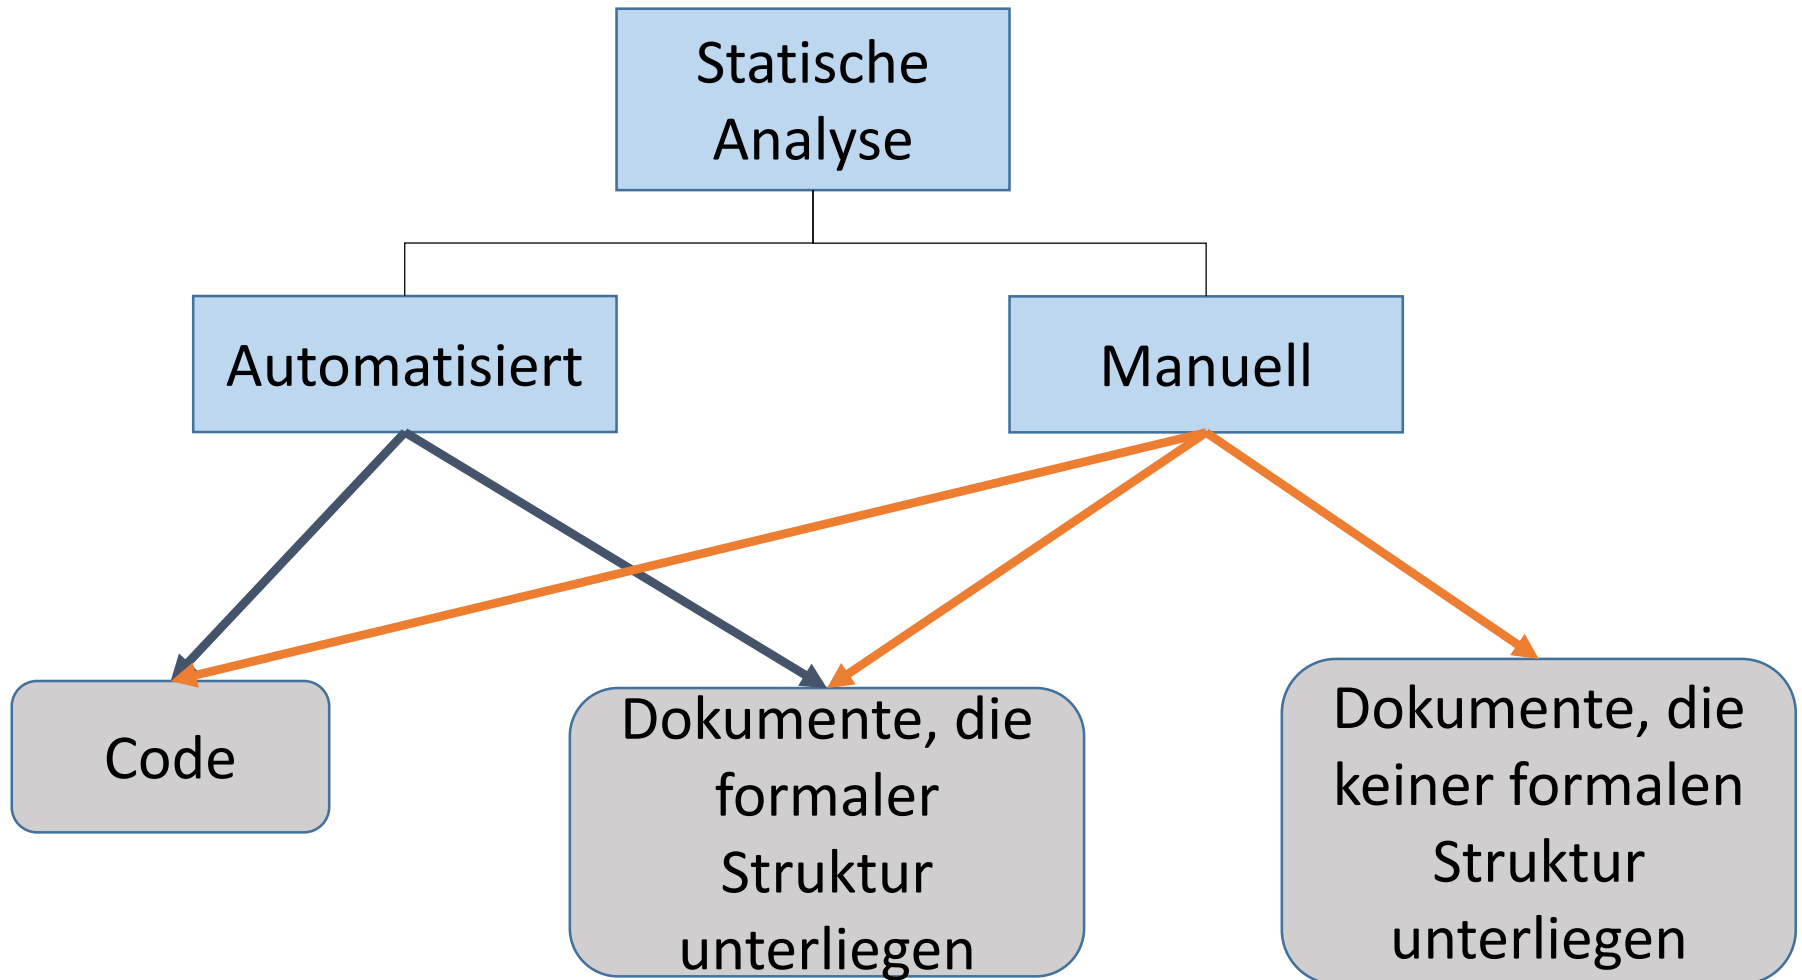 Statische
Analyse
Automatisiert
Manuell
Code
Dokumente, die
formaler
Struktur
unterliegen
Dokumente, die
keiner formalen
Struktur
unterliegen